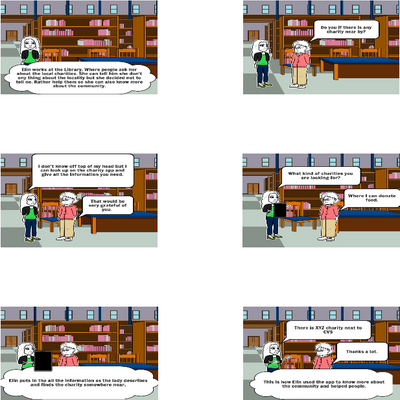 Elin works at the Library, Where people ask her
about the local charities. She can tell him she don't
any thing about the locality but she decided not to
tell no. Rather help them so she can also know more
about the community.
Do you if there is any
charity near by?
I don't know off top of my head but I
can look up on the charity app and
give all the information you need.
That would be
very grateful of
you.
What kind of charities you
are looking for?
Where I can donate
food.
Elin puts in the all the information as the lady describes
and finds the charity somewhere near.
There is XYZ charity next to
CVS
Thanks a lot.
This is how Elin used the app to know more about
the community and helped people.